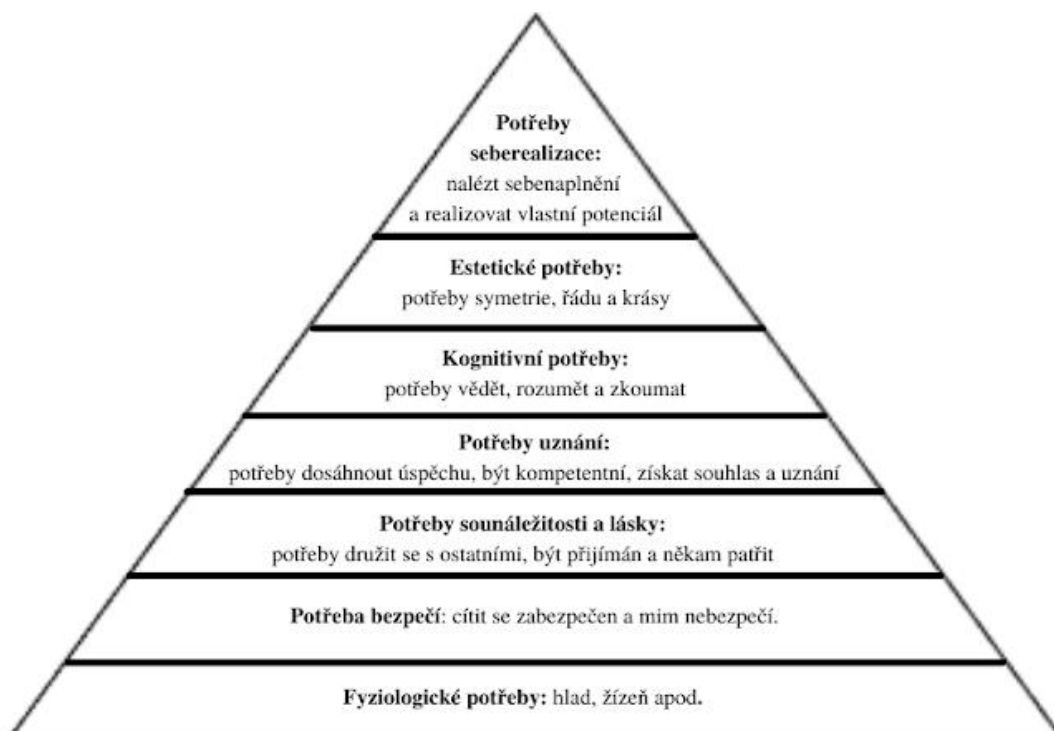 Potřeby
seberealizace:
nalézt sebenaplnění
a realizovat vlastní potenciál
Estetické potřeby:
potřeby symetrie, řádu a krásy
Kognitivní potřeby:
potřeby vědět, rozumět a zkoumat
Potřeby uznání:
potřeby dosáhnout úspěchu, být kompetentní, získat souhlas a uznání
Potřeby sounáležitosti a lásky:
potřeby družit se s ostatními, být přijímán a někam patřit
Potřeba bezpečí: cítit se zabezpečen a mim nebezpečí.
Fyziologické potřeby: hlad, žízeň apod.